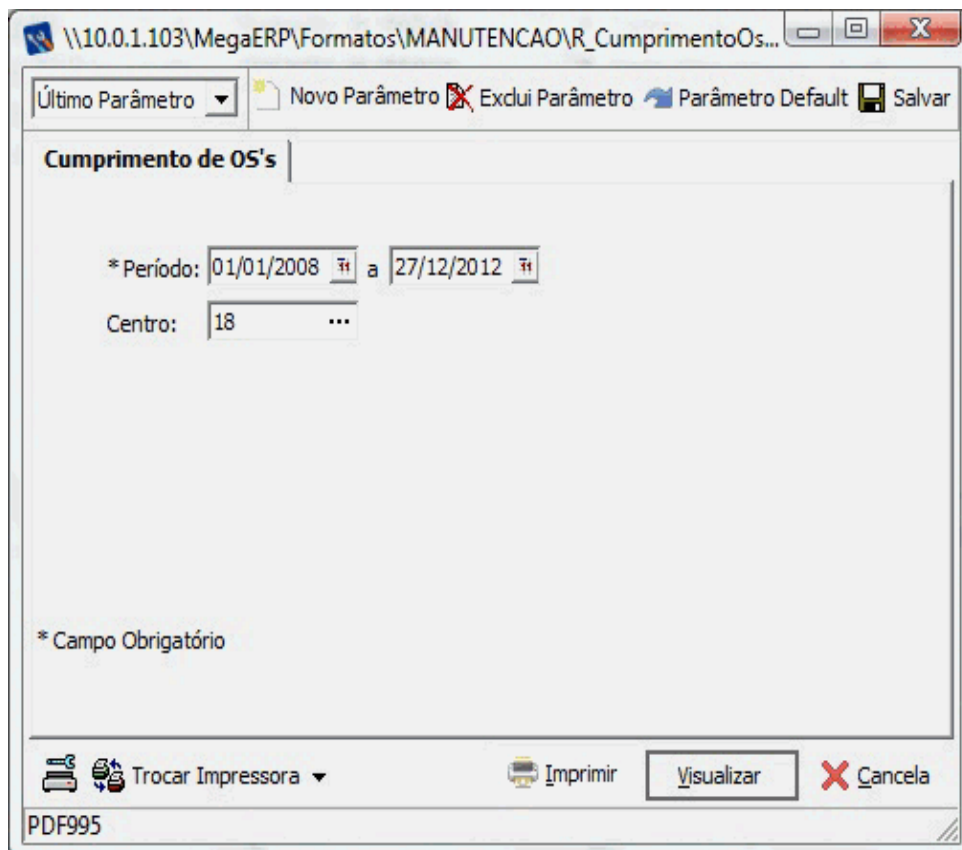 \\10.0.1.103\MegaERP\Formatos\MANUTENCAO\R_CumprimentoOs...
Último Parâmetro Novo Parâmetro Exclui Parâmetro Parâmetro Default Salvar
Cumprimento de OS's
* Período: 01/01/2008 a 27/12/2012
Centro: 18 ...
* Campo Obrigatório
Trocar Impressora Imprimir Visualizar Cancela
PDF995